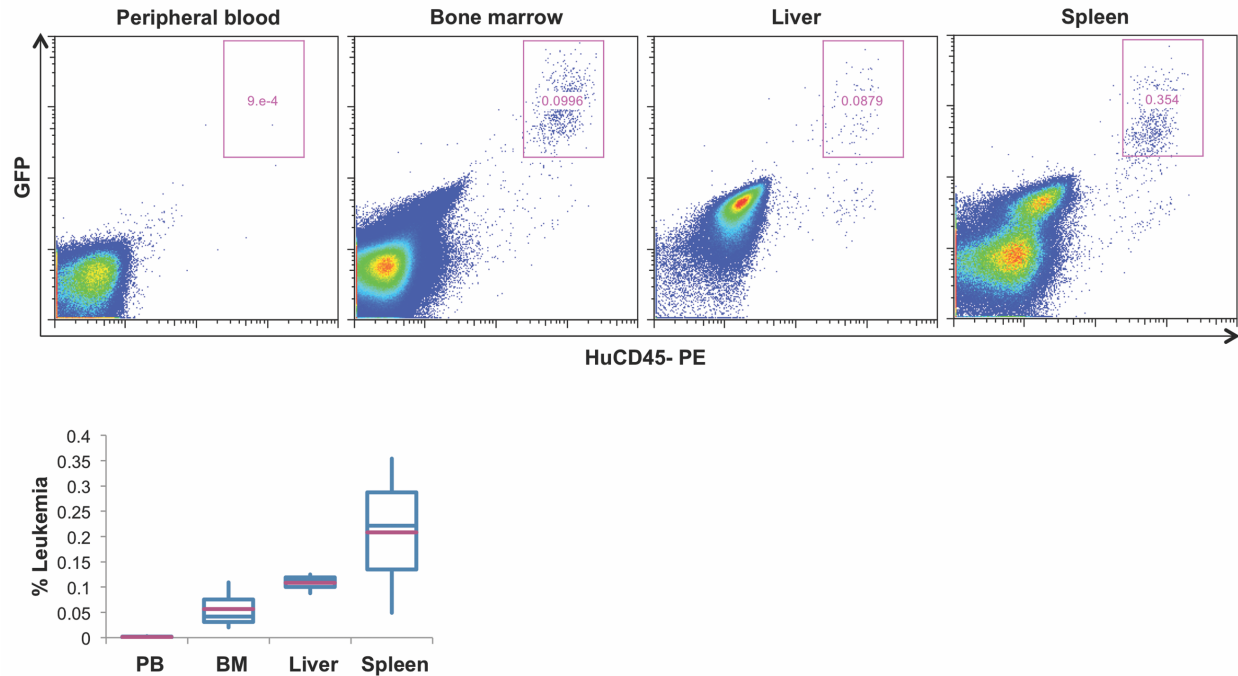 Peripheral blood Bone marrow Liver Spleen
9.e-4 0.0996 0.0879 0.354
GFP
HuCD45- PE
% Leukemia
0.4
0.35
0.3
0.25
0.2
0.15
0.1
0.05
0
PB BM Liver Spleen